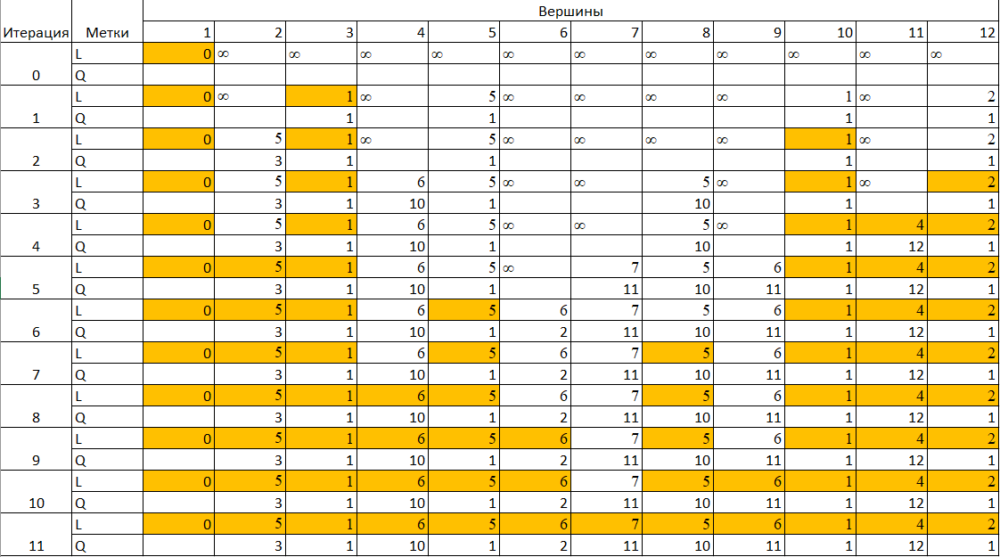 Вершины
Итерация Метки 1 2 3 4 5 6 7 8 9 10 11 12
L 0 ∞ ∞ ∞ ∞ ∞ ∞ ∞ ∞ ∞ ∞ ∞
0 Q
L 0 ∞ 1 ∞ 5 ∞ ∞ ∞ ∞ 1 ∞ 2
1 Q 1 1 1 1
L 0 5 1 ∞ 5 ∞ ∞ ∞ ∞ 1 ∞ 2
2 Q 3 1 1 1 1
L 0 5 1 6 5 ∞ ∞ 5 ∞ 1 ∞ 2
3 Q 3 1 10 1 10 1 1
L 0 5 1 6 5 ∞ ∞ 5 ∞ 1 4 2
4 Q 3 1 10 1 10 1 12 1
L 0 5 1 6 5 ∞ 7 5 6 1 4 2
5 Q 3 1 10 1 11 10 11 1 12 1
L 0 5 1 6 5 6 7 5 6 1 4 2
6 Q 3 1 10 1 2 11 10 11 1 12 1
L 0 5 1 6 5 6 7 5 6 1 4 2
7 Q 3 1 10 1 2 11 10 11 1 12 1
L 0 5 1 6 5 6 7 5 6 1 4 2
8 Q 3 1 10 1 2 11 10 11 1 12 1
L 0 5 1 6 5 6 7 5 6 1 4 2
9 Q 3 1 10 1 2 11 10 11 1 12 1
L 0 5 1 6 5 6 7 5 6 1 4 2
10 Q 3 1 10 1 2 11 10 11 1 12 1
L 0 5 1 6 5 6 7 5 6 1 4 2
11 Q 3 1 10 1 2 11 10 11 1 12 1